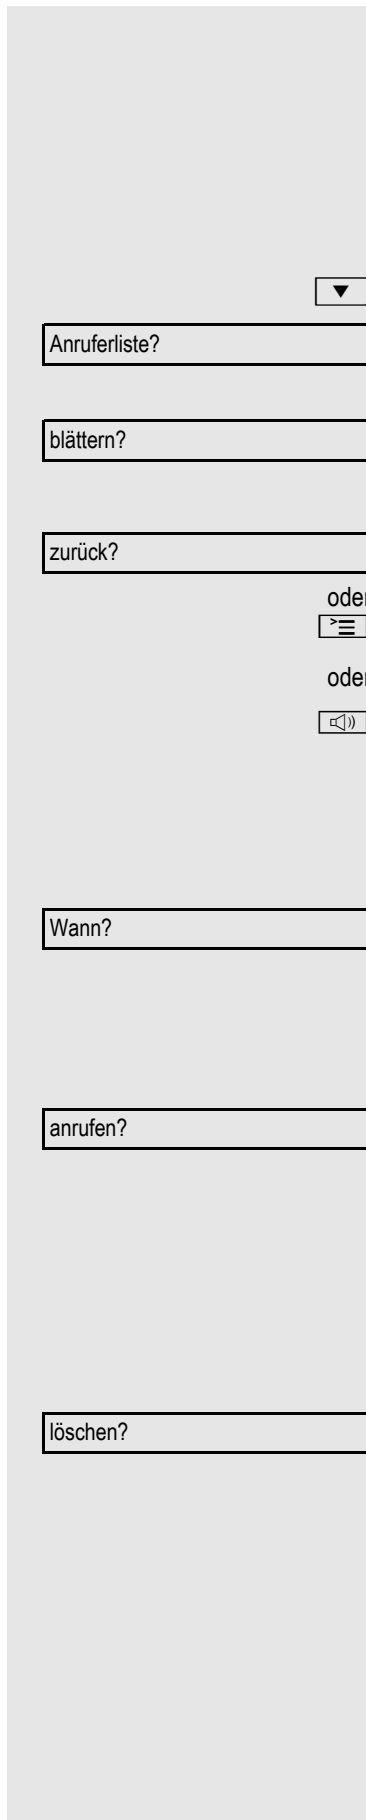 Anruferliste?
blättern?
zurück?
oder
oder
Wann?
anrufen?
löschen?